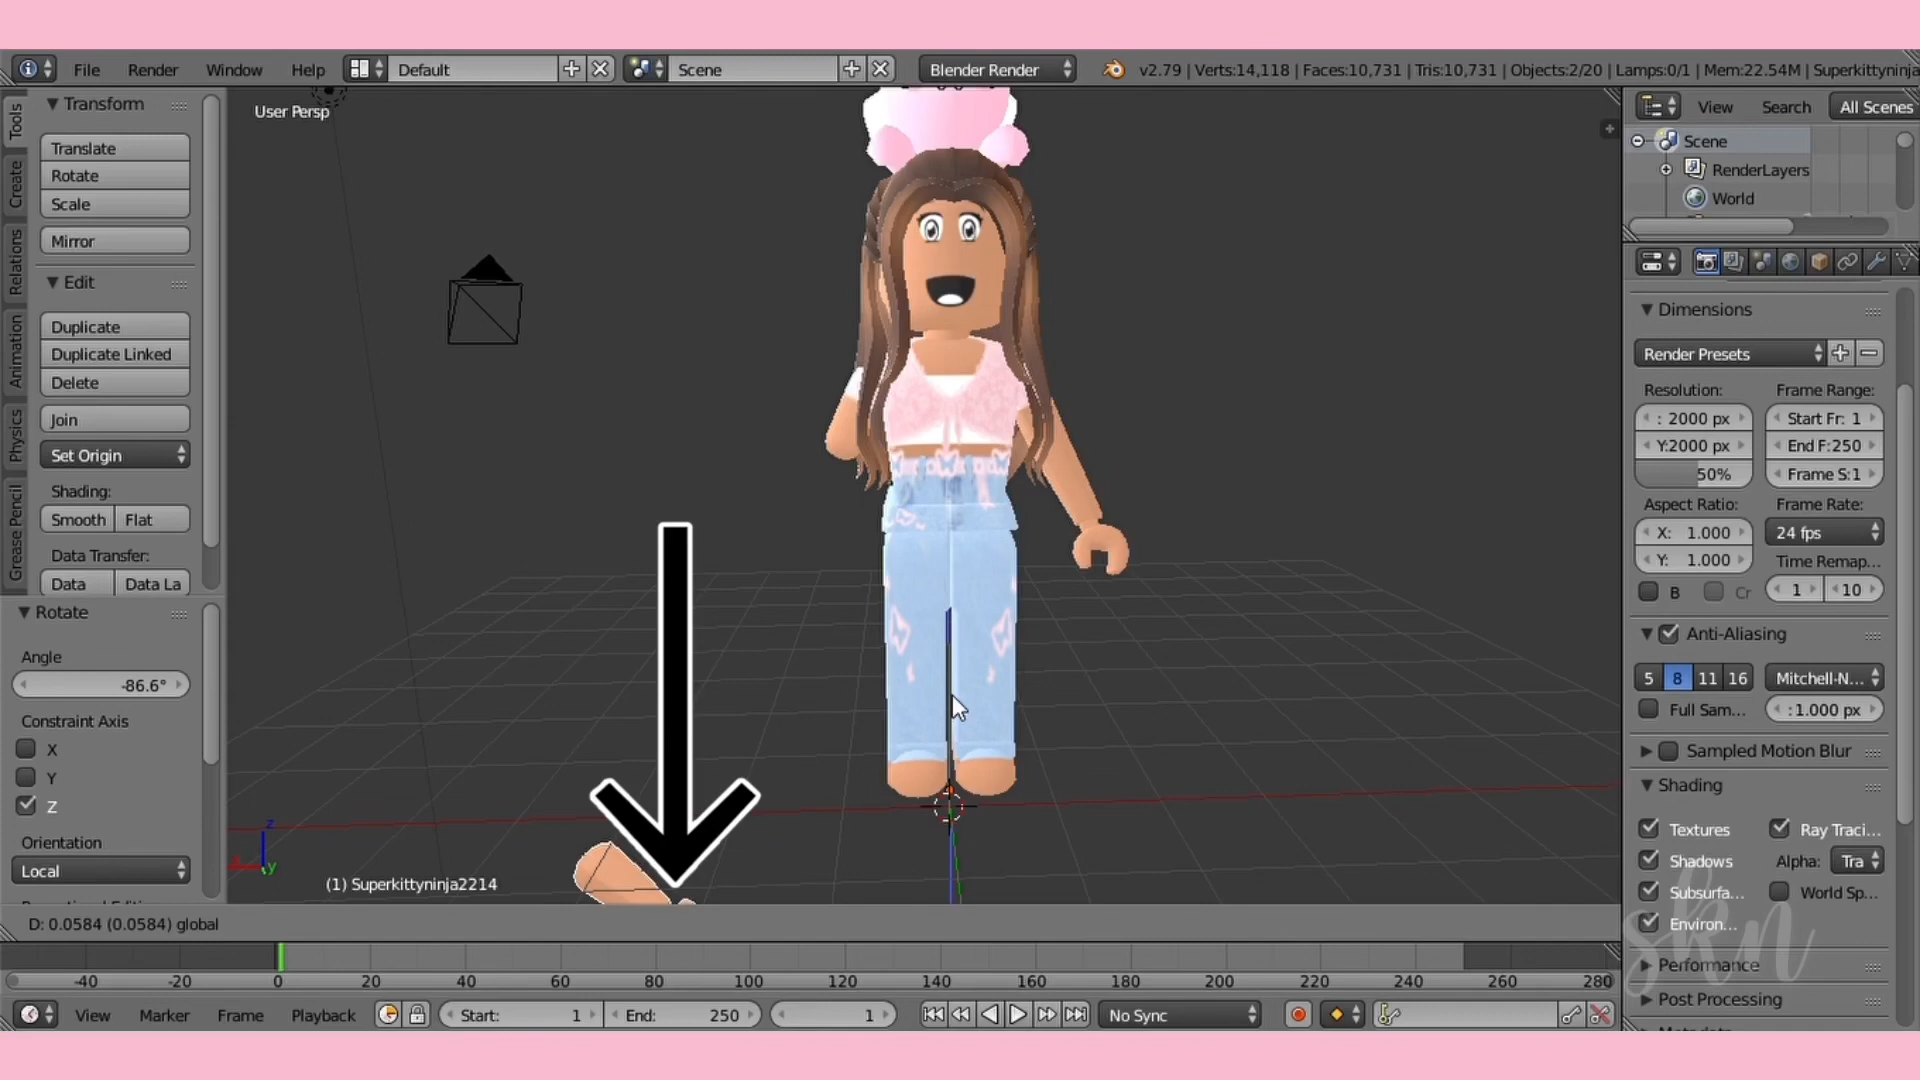 File Render Window Help Default Scene Blender Render v2.79 | Verts:14,118 | Faces:10,731 | Tris:10,731 | Objects:2/20 | Lamps:0/1 | Mem:22.54M | Superkittyninja
Tools
Create
Relations
Animation
Physics
Grease Pencil
Transform
Translate
Rotate
Scale
Mirror
Edit
Duplicate
Duplicate Linked
Delete
Join
Set Origin
Shading:
Smooth Flat
Data Transfer:
Data Data La
Rotate
Angle
-86.6°
Constraint Axis
X
Y
Z
Orientation
Local
User Persp
z
y
(1) Superkittyninja2214
D: 0.0584 (0.0584) global
View Search All Scenes
Scene
RenderLayers
World
Dimensions
Render Presets
Resolution: Frame Range:
: 2000 px Start Fr: 1
Y:2000 px End F:250
50% Frame S:1
Aspect Ratio: Frame Rate:
X: 1.000 24 fps
Y: 1.000 Time Remap...
B Cr 1 10
Anti-Aliasing
5 8 11 16 Mitchell-N...
Full Sam... : 1.000 px
Sampled Motion Blur
Shading
Textures Ray Traci...
Shadows Alpha: Tra
Subsurfa... World Sp...
Environ...
Performance
Post Processing
skn
-40 -20 0 20 40 60 80 100 120 140 160 180 200 220 240 260 280
View Marker Frame Playback Start: 1 End: 250 1 No Sync